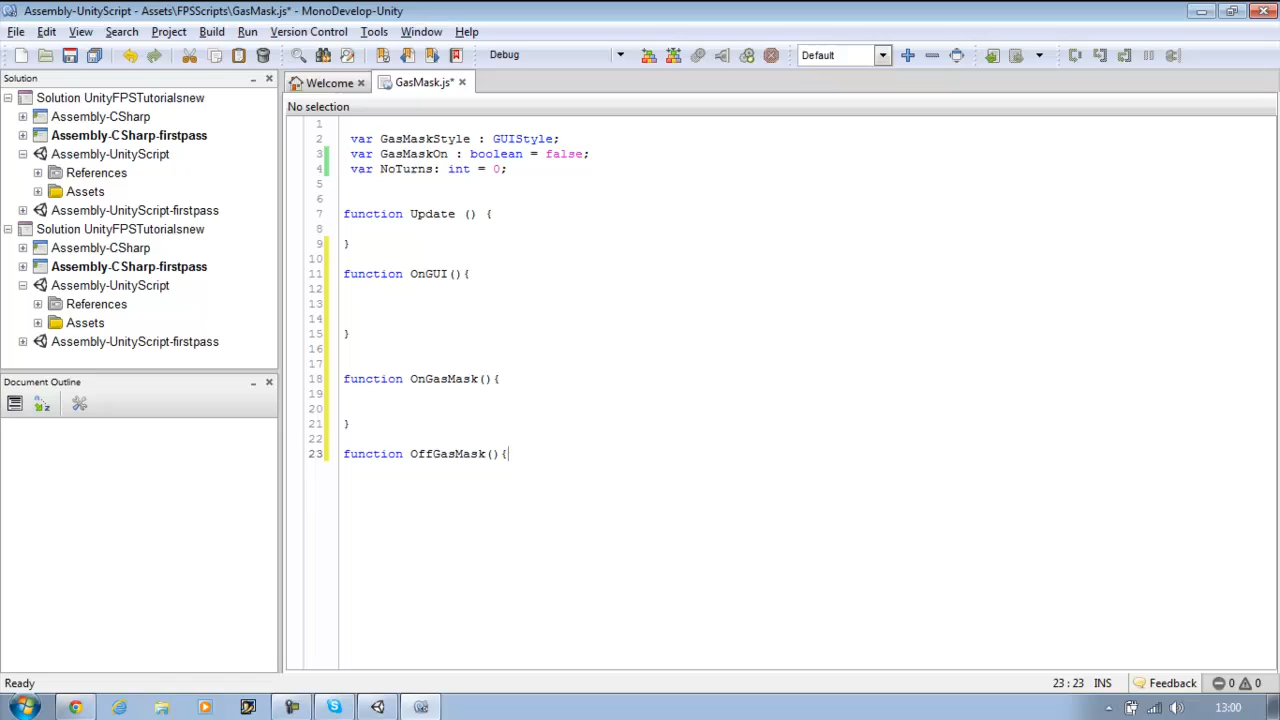 Assembly-UnityScript - Assets\FPSScripts\GasMask.js* - MonoDevelop-Unity
File Edit View Search Project Build Run Version Control Tools Window Help
Debug Default
Solution
Welcome GasMask.js*
Solution UnityFPSTutorialsnew
No selection
Assembly-CSharp
Assembly-CSharp-firstpass
Assembly-UnityScript
References
Assets
Assembly-UnityScript-firstpass
Solution UnityFPSTutorialsnew
Assembly-CSharp
Assembly-CSharp-firstpass
Assembly-UnityScript
References
Assets
Assembly-UnityScript-firstpass
Document Outline
1
2 var GasMaskStyle : GUIStyle;
3 var GasMaskOn : boolean = false;
4 var NoTurns: int = 0;
5
6
7 function Update () {
8
9 }
10
11 function OnGUI(){
12
13
14
15 }
16
17
18 function OnGasMask(){
19
20
21 }
22
23 function OffGasMask(){
Ready 23 : 23 INS Feedback 0 0
13:00